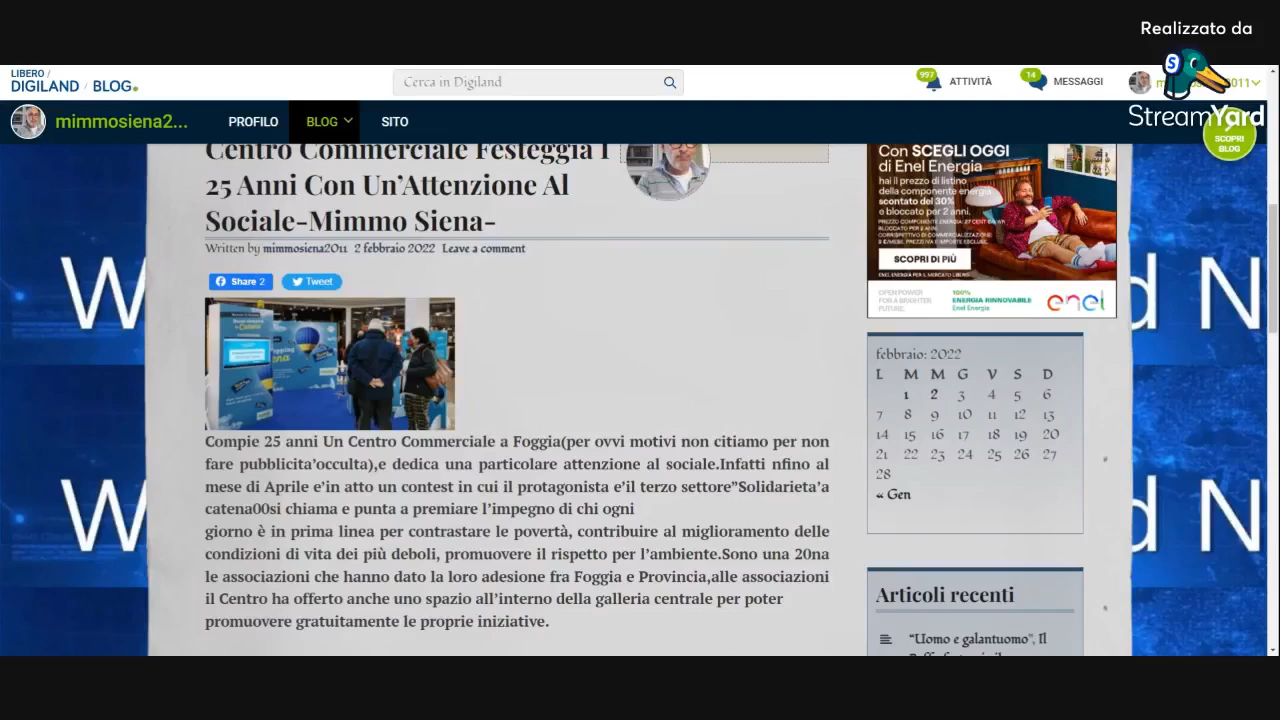 Realizzato da
StreamYard
LIBERO /
DIGILAND / BLOG
Cerca in Digiland
997
ATTIVITÀ
14
MESSAGGI
mimmosiena2...
PROFILO
BLOG
SITO
SCOPRI
BLOG
Centro Commerciale Festeggia I
25 Anni Con Un'Attenzione Al
Sociale-Mimmo Siena-
Written by mimmosiena2011 2 febbraio 2022 Leave a comment
Share 2
Tweet
Compie 25 anni Un Centro Commerciale a Foggia(per ovvi motivi non citiamo per non
fare pubblicita'occulta),e dedica una particolare attenzione al sociale.Infatti nfino al
mese di Aprile e'in atto un contest in cui il protagonista e'il terzo settore"Solidarieta'a
catena00si chiama e punta a premiare l'impegno di chi ogni
giorno è in prima linea per contrastare le povertà, contribuire al miglioramento delle
condizioni di vita dei più deboli, promuovere il rispetto per l'ambiente.Sono una 20na
le associazioni che hanno dato la loro adesione fra Foggia e Provincia,alle associazioni
il Centro ha offerto anche uno spazio all'interno della galleria centrale per poter
promuovere gratuitamente le proprie iniziative.
Con SCEGLI OGGI
di Enel Energia
hai il prezzo di listino
della componente energia
scontato del 30%
e bloccato per 2 anni.
SCOPRI DI PIÙ
ENEL ENERGIA PER IL MERCATO LIBERO
OPEN POWER
FOR A BRIGHTER
FUTURE.
100%
ENERGIA RINNOVABILE
Enel Energia
enel
febbraio: 2022
L M M G V S D
1 2 3 4 5 6
7 8 9 10 11 12 13
14 15 16 17 18 19 20
21 22 23 24 25 26 27
28
« Gen
Articoli recenti
"Uomo e galantuomo", Il
W
d N
W
d N